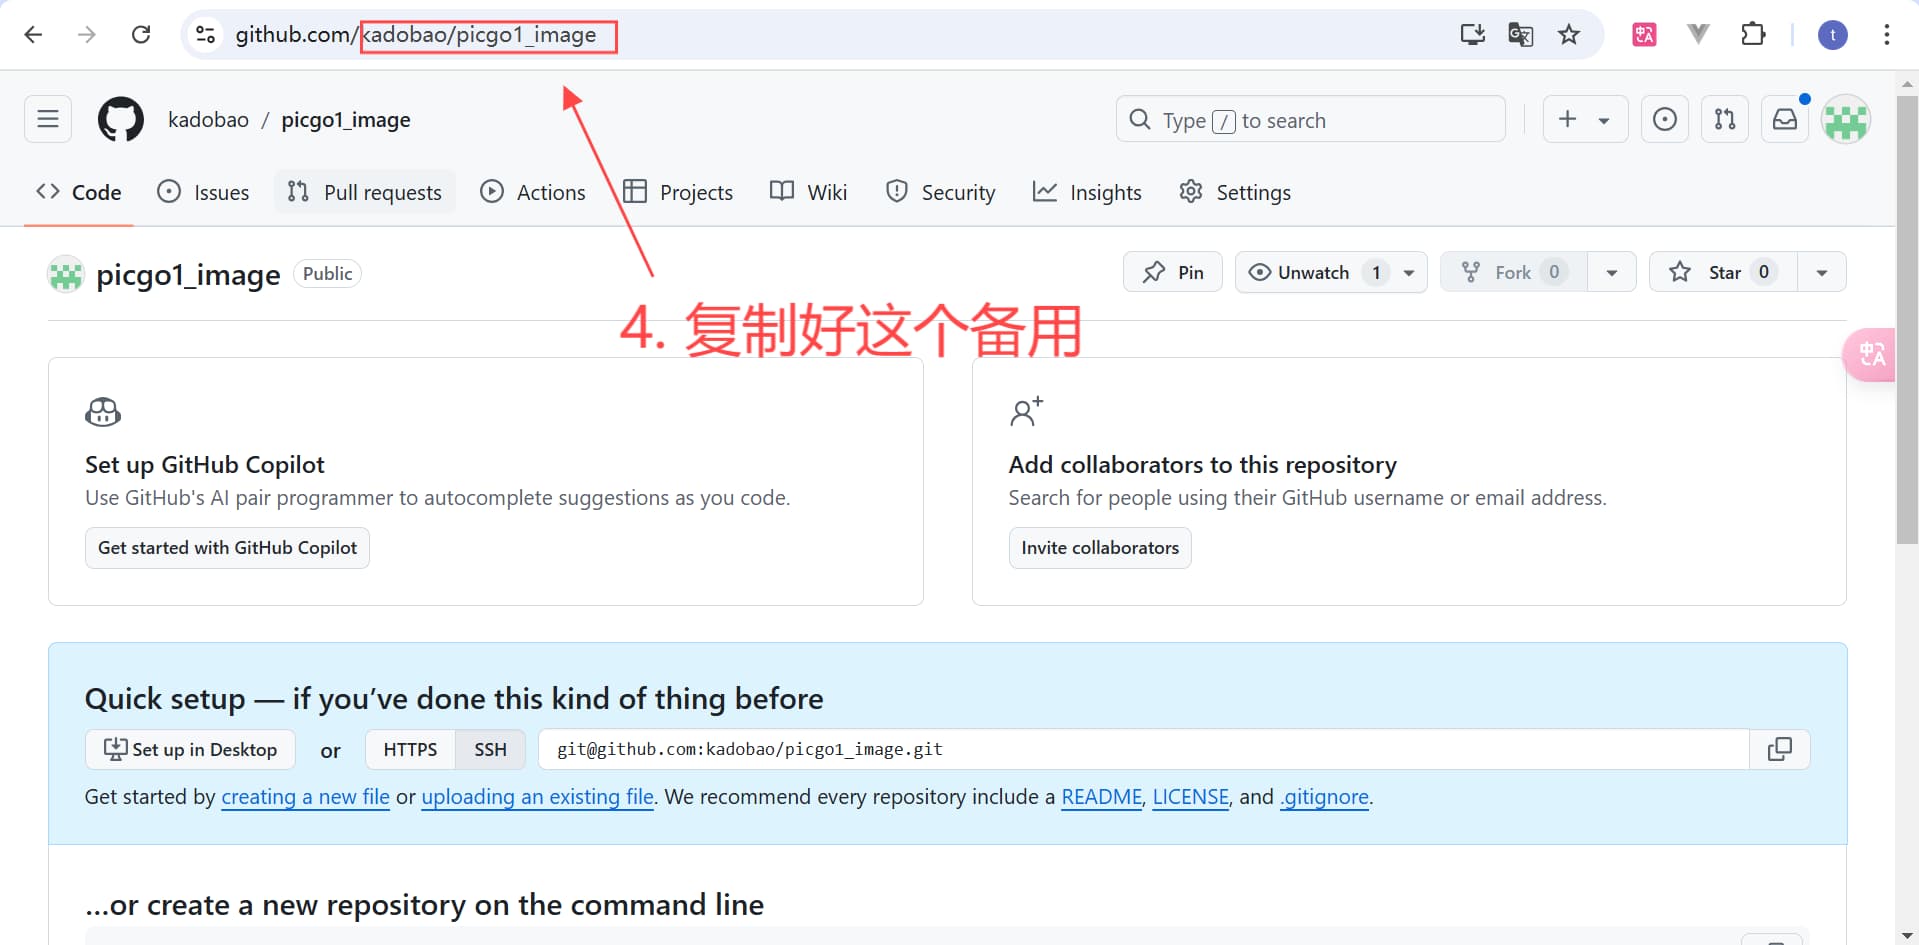 github.com/kadobao/picgo1_image
t
kadobao / picgo1_image
Type / to search
Code
Issues
Pull requests
Actions
Projects
Wiki
Security
Insights
Settings
picgo1_image
Public
Pin
Unwatch 1
Fork 0
Star 0
4. 复制好这个备用
中A
Set up GitHub Copilot
Use GitHub's AI pair programmer to autocomplete suggestions as you code.
Get started with GitHub Copilot
Add collaborators to this repository
Search for people using their GitHub username or email address.
Invite collaborators
Quick setup — if you’ve done this kind of thing before
Set up in Desktop
or
HTTPS
SSH
git@github.com:kadobao/picgo1_image.git
Get started by creating a new file or uploading an existing file. We recommend every repository include a README, LICENSE, and .gitignore.
…or create a new repository on the command line